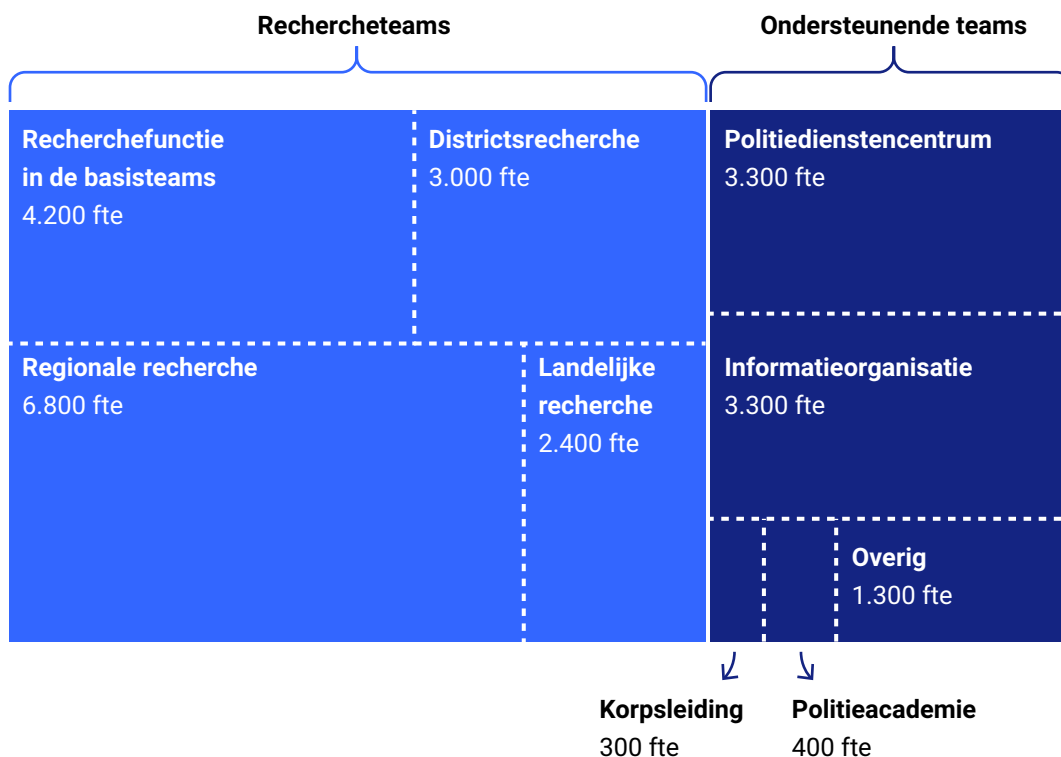 Rechercheteams
Ondersteunende teams
Recherchefunctie
in de basisteams
4.200 fte
Districtsrecherche
3.000 fte
Politiedienstencentrum
3.300 fte
Regionale recherche
6.800 fte
Landelijke
recherche
2.400 fte
Informatieorganisatie
3.300 fte
Overig
1.300 fte
Korpsleiding
300 fte
Politieacademie
400 fte